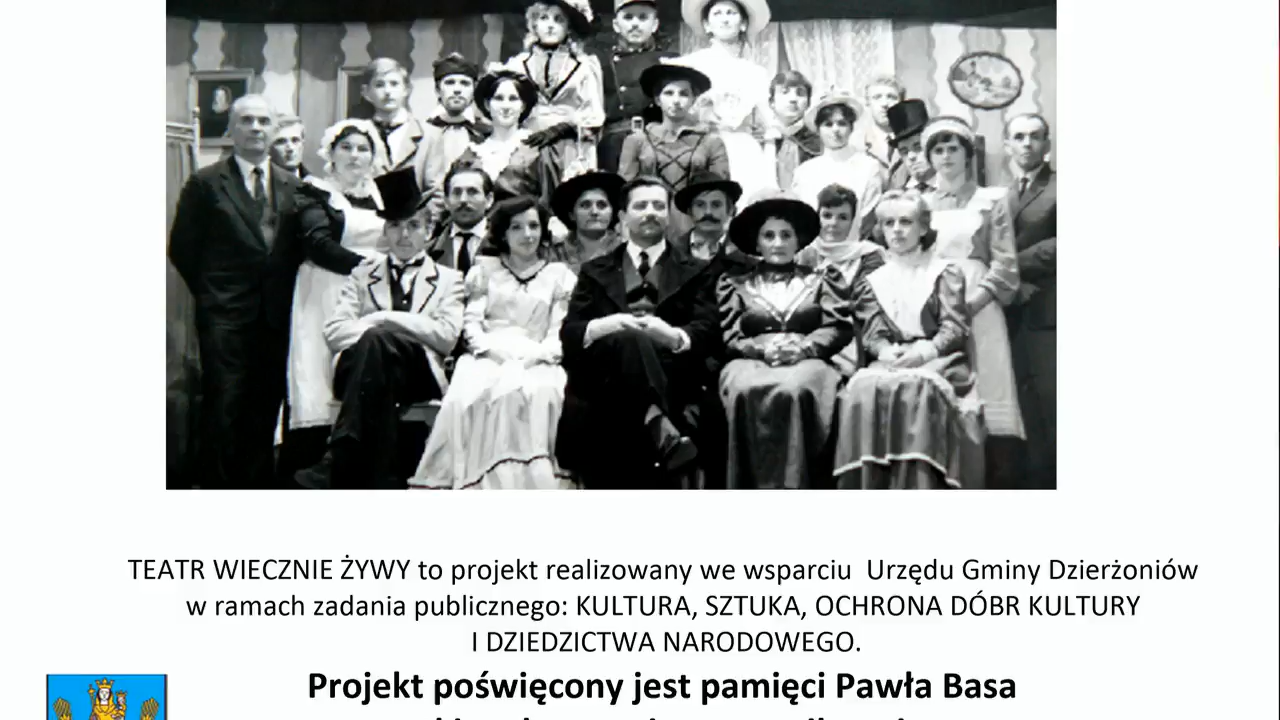 TEATR WIECZNIE ŻYWY to projekt realizowany we wsparciu Urzędu Gminy Dzierżoniów
w ramach zadania publicznego: KULTURA, SZTUKA, OCHRONA DÓBR KULTURY
I DZIEDZICTWA NARODOWEGO.
Projekt poświęcony jest pamięci Pawła Basa